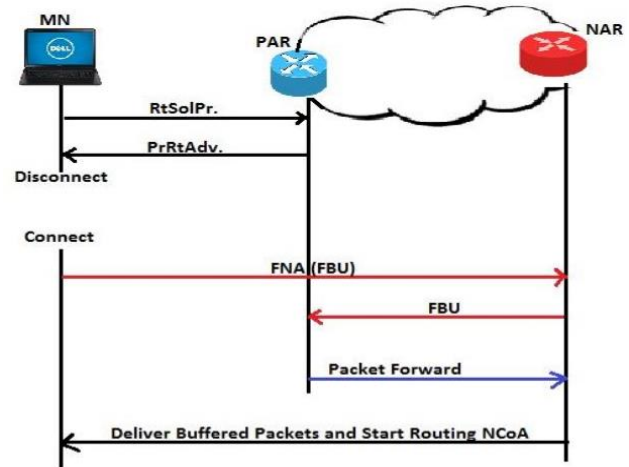 MN
PAR
NAR
DELL
RtSolPr.
PrRtAdv.
Disconnect
Connect
FNA (FBU)
FBU
Packet Forward
Deliver Buffered Packets and Start Routing NCoA